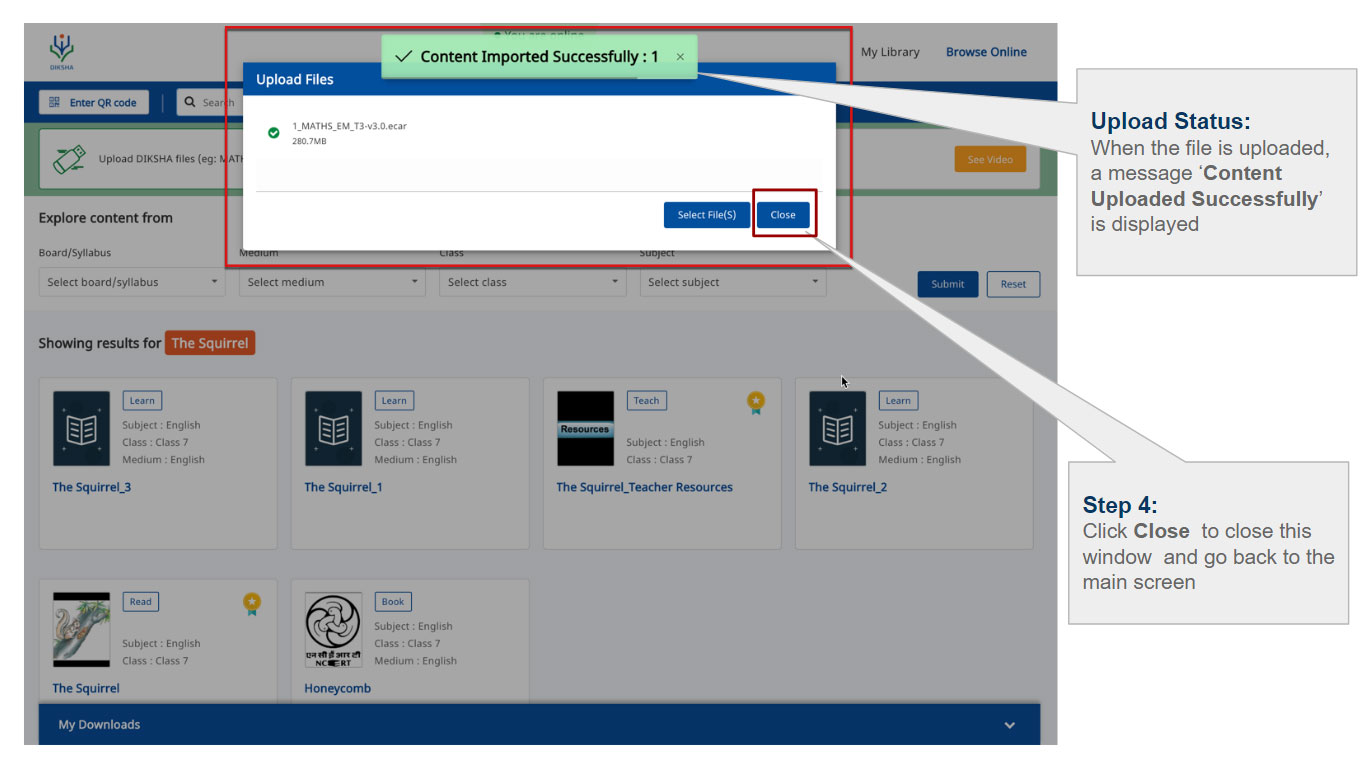 You are online
Content Imported Successfully : 1 ×
DIKSHA
My Library Browse Online
Upload Files
Enter QR code
Search
1_MATHS_EM_T3-v3.0.ecar
280.7MB
Upload DIKSHA files (eg: MATH
See Video
Select File(S) Close
Explore content from
Board/Syllabus Medium Class Subject
Select board/syllabus Select medium Select class Select subject
Submit Reset
Showing results for The Squirrel
Learn
Subject : English
Class : Class 7
Medium : English
The Squirrel_3
Learn
Subject : English
Class : Class 7
Medium : English
The Squirrel_1
Resources
Teach
Subject : English
Class : Class 7
The Squirrel_Teacher Resources
Learn
Subject : English
Class : Class 7
Medium : English
The Squirrel_2
Read
Subject : English
Class : Class 7
The Squirrel
एन सी ई आर टी
NCERT
Book
Subject : English
Class : Class 7
Medium : English
Honeycomb
My Downloads
Upload Status:
When the file is uploaded,
a message ‘Content
Uploaded Successfully’
is displayed
Step 4:
Click Close to close this
window and go back to the
main screen